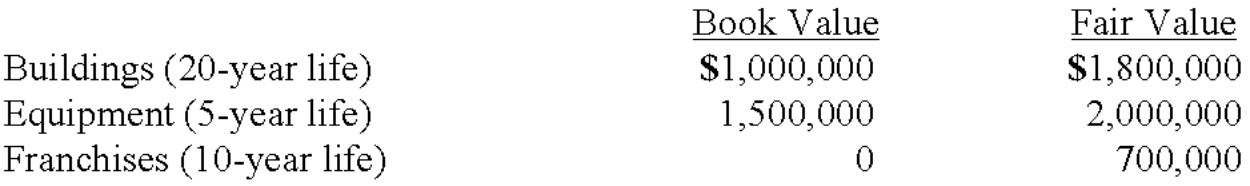 Book Value Fair Value
Buildings (20-year life) $1,000,000 $1,800,000
Equipment (5-year life) 1,500,000 2,000,000
Franchises (10-year life) 0 700,000